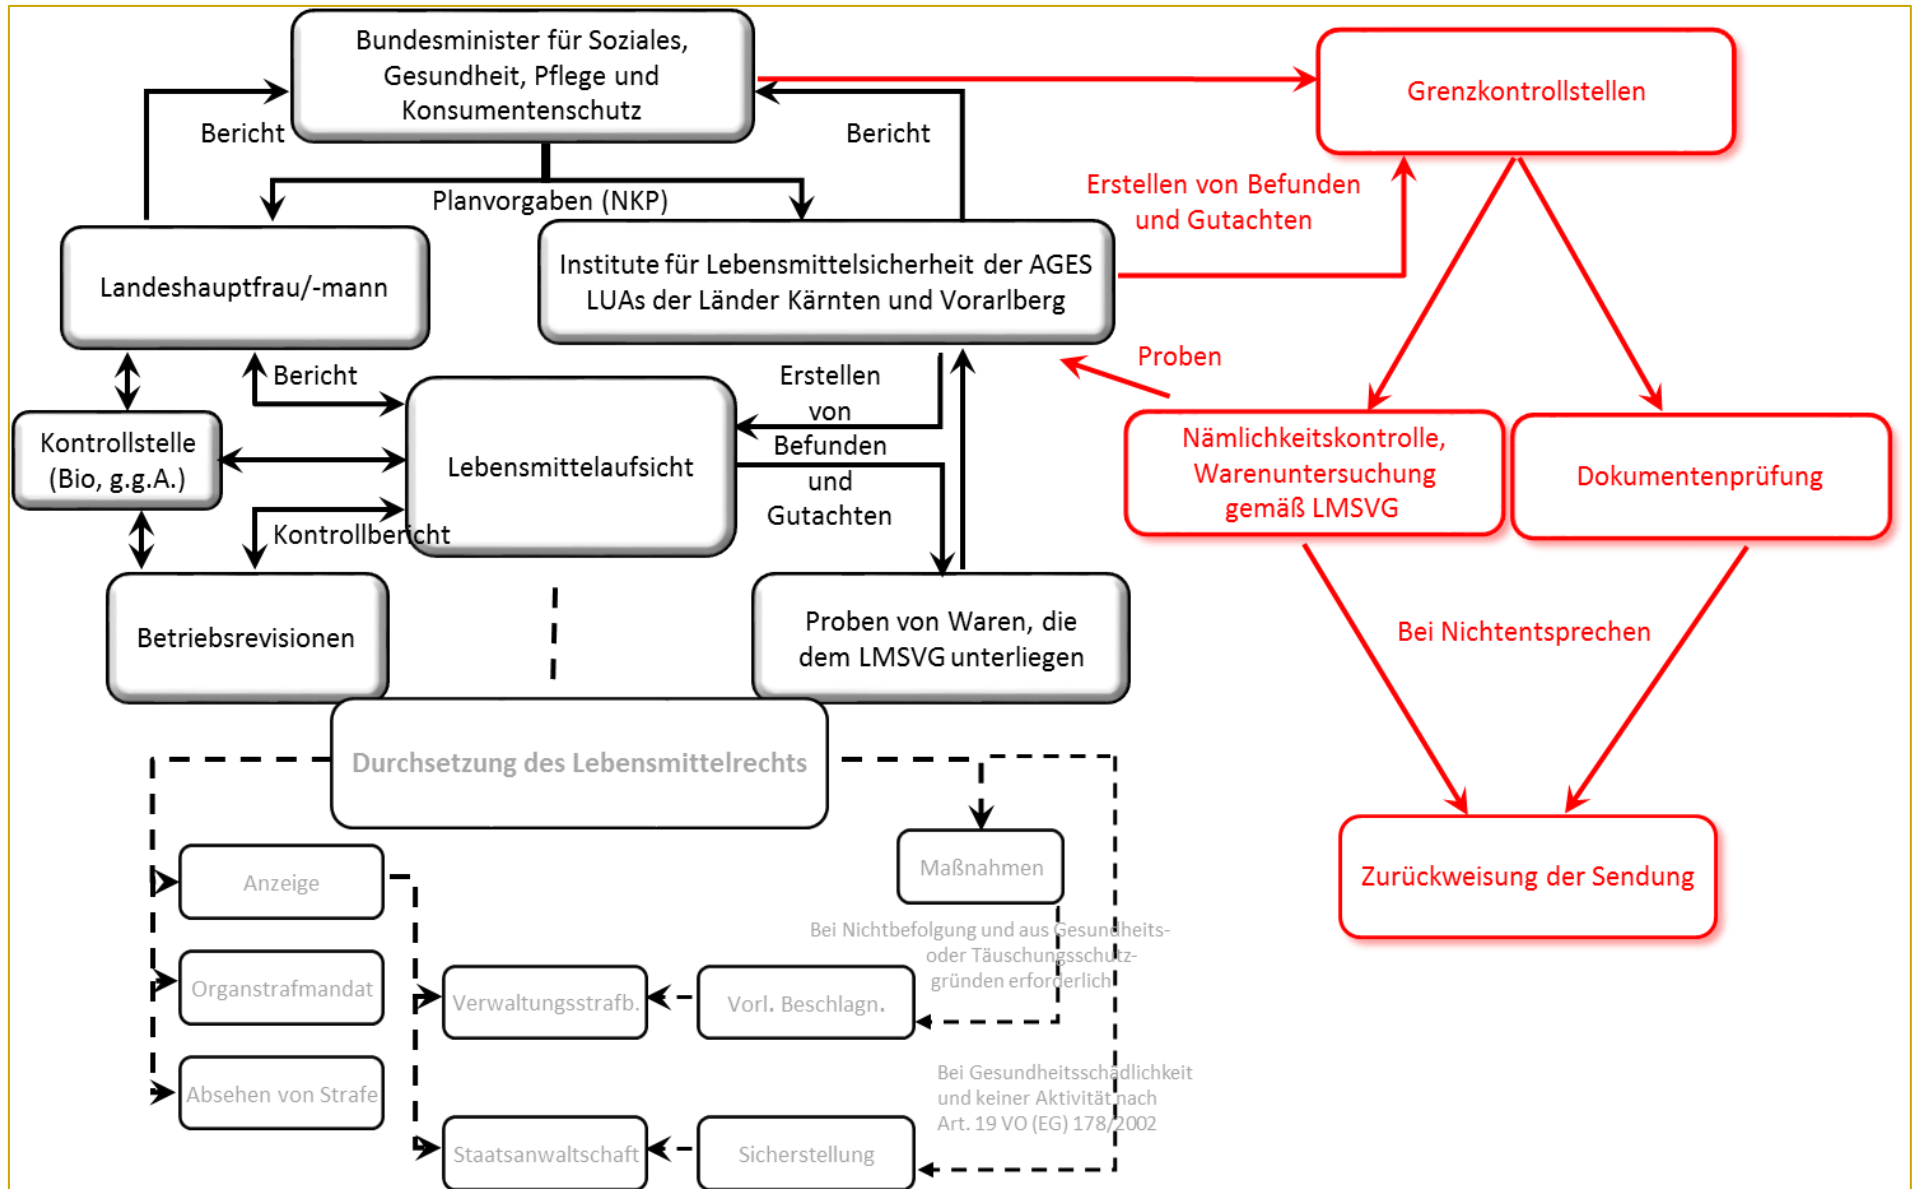 Bundesminister für Soziales,
Gesundheit, Pflege und
Konsumentenschutz
Grenzkontrollstellen
Bericht
Bericht
Planvorgaben (NKP)
Erstellen von Befunden
und Gutachten
Landeshauptfrau/-mann
Institute für Lebensmittelsicherheit der AGES
LUAs der Länder Kärnten und Vorarlberg
Proben
Bericht
Erstellen
von
Befunden
und
Gutachten
Kontrollstelle
(Bio, g.g.A.)
Lebensmittelaufsicht
Nämlichkeitskontrolle,
Warenuntersuchung
gemäß LMSVG
Dokumentenprüfung
Kontrollbericht
Betriebsrevisionen
Proben von Waren, die
dem LMSVG unterliegen
Bei Nichtentsprechen
Durchsetzung des Lebensmittelrechts
Zurückweisung der Sendung
Anzeige
Maßnahmen
Bei Nichtbefolgung und aus Gesundheits-
oder Täuschungsschutz-
gründen erforderlich
Organstrafmandat
Verwaltungsstrafb.
Vorl. Beschlagn.
Absehen von Strafe
Bei Gesundheitsschädlichkeit
und keiner Aktivität nach
Art. 19 VO (EG) 178/2002
Staatsanwaltschaft
Sicherstellung